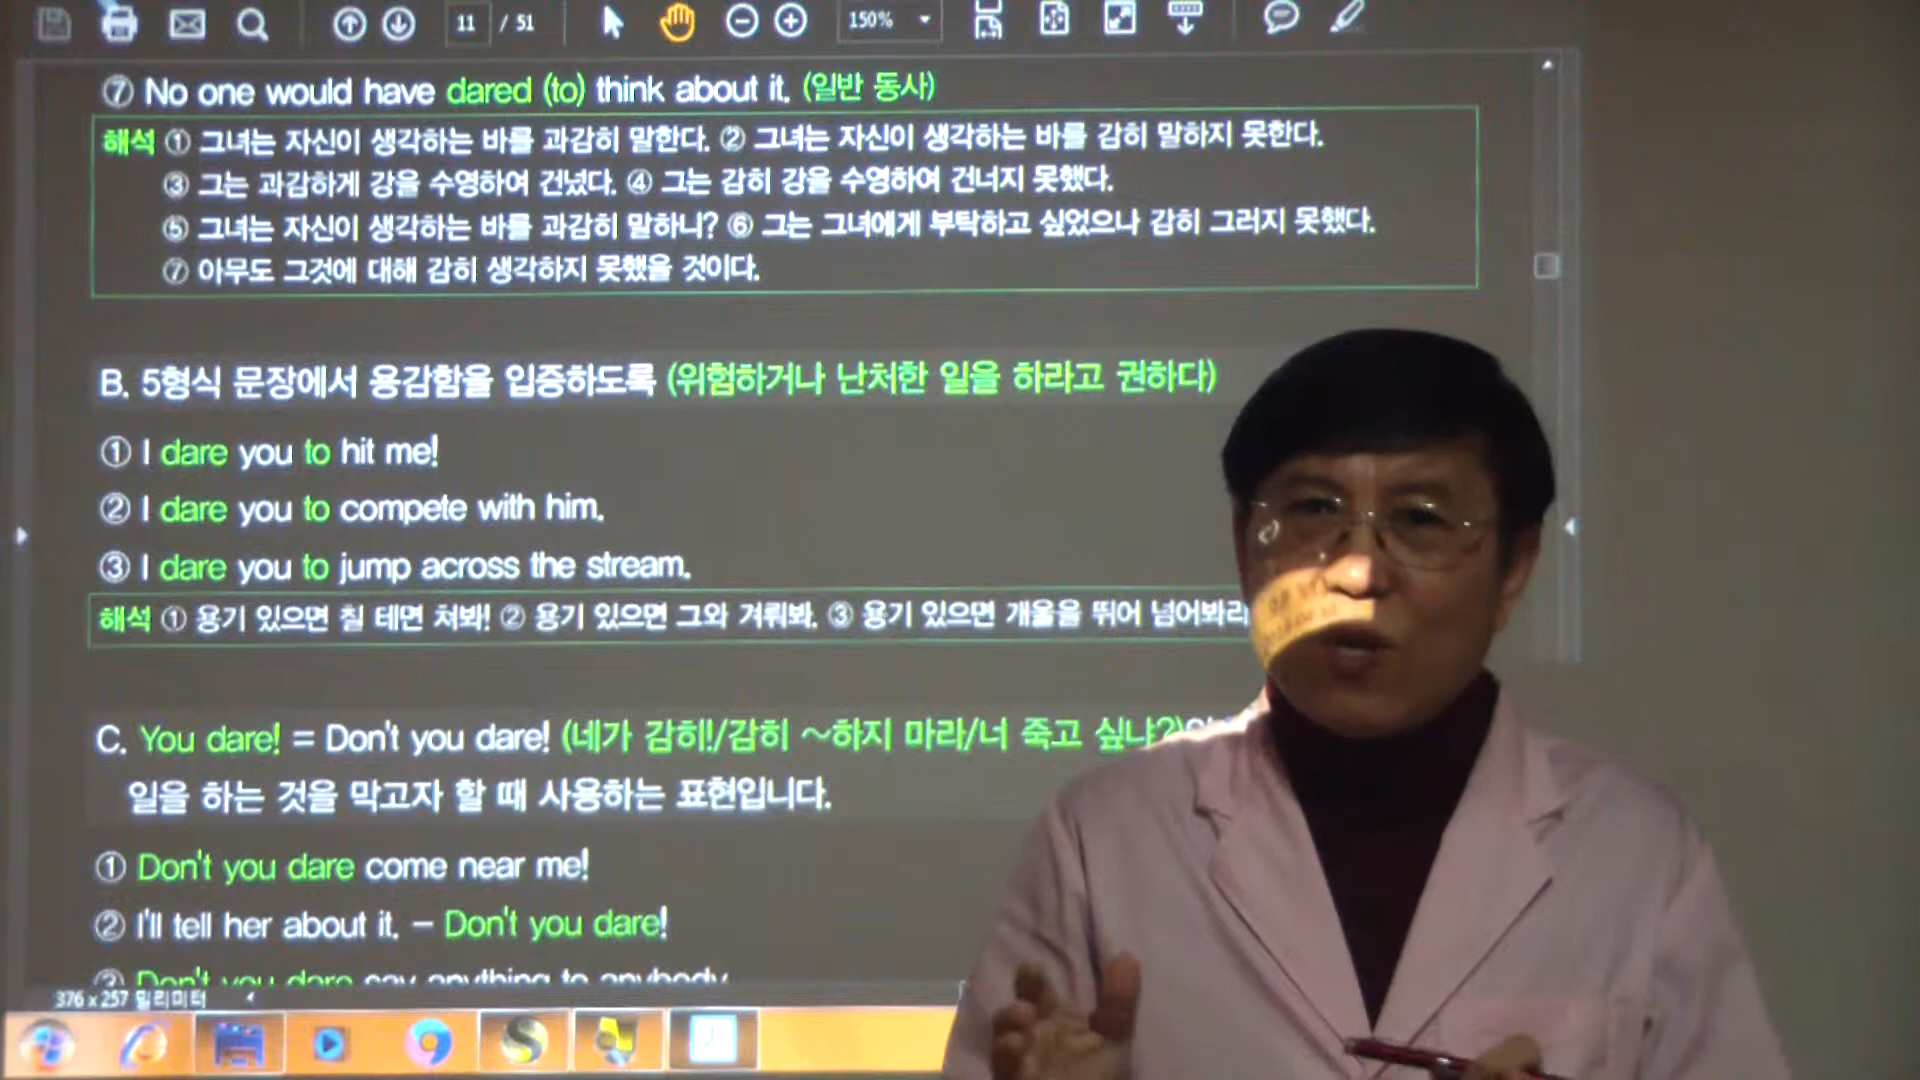 11 / 51 150%
⑦ No one would have dared (to) think about it. (일반 동사)
해석 ① 그녀는 자신이 생각하는 바를 과감히 말한다. ② 그녀는 자신이 생각하는 바를 감히 말하지 못한다.
③ 그는 과감하게 강을 수영하여 건넜다. ④ 그는 감히 강을 수영하여 건너지 못했다.
⑤ 그녀는 자신이 생각하는 바를 과감히 말하니? ⑥ 그는 그녀에게 부탁하고 싶었으나 감히 그러지 못했다.
⑦ 아무도 그것에 대해 감히 생각하지 못했을 것이다.
B. 5형식 문장에서 용감함을 입증하도록 (위험하거나 난처한 일을 하라고 권하다)
① I dare you to hit me!
② I dare you to compete with him.
③ I dare you to jump across the stream.
해석 ① 용기 있으면 칠 테면 쳐봐! ② 용기 있으면 그와 겨뤄봐. ③ 용기 있으면 개울을 뛰어 넘어봐라
C. You dare! = Don't you dare! (네가 감히!/감히 ~하지 마라/너 죽고 싶냐?)
일을 하는 것을 막고자 할 때 사용하는 표현입니다.
① Don't you dare come near me!
② I'll tell her about it. – Don't you dare!
③ Don't you dare say anything to anybody.
376 x 257 밀리미터